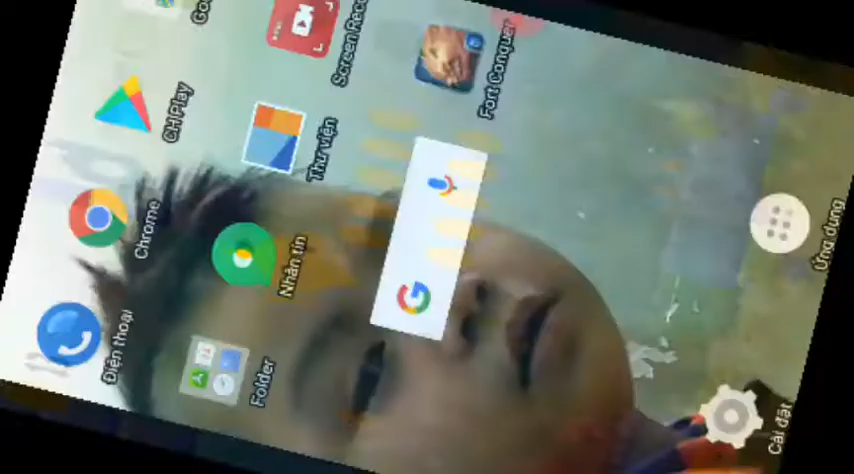 Điện thoại
Chrome
CH Play
Folder
Nhắn tin
Thư viện
Screen Reco
Fort Conquer
Cài đặt
Ứng dụng